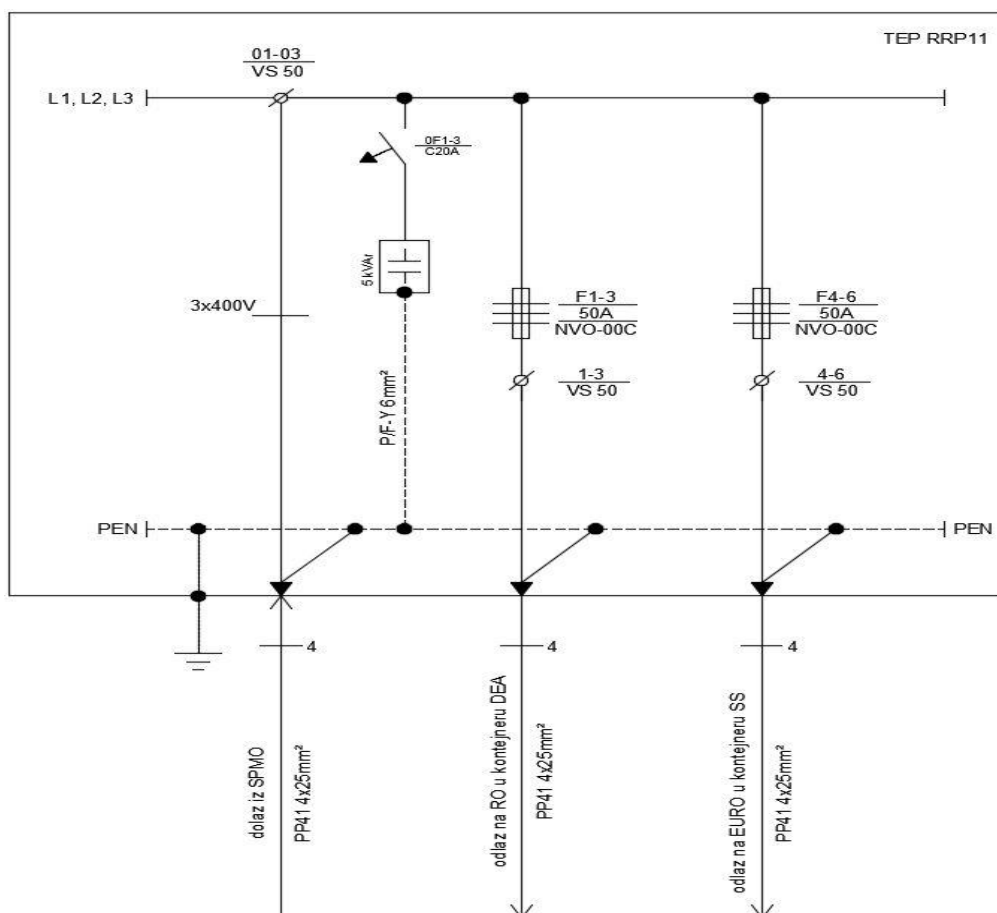 TEP RRP11
01-03
VS 50
L1, L2, L3
0F1-3
C20A
5 kVAr
3x400V
F1-3
50A
NVO-00C
F4-6
50A
NVO-00C
1-3
VS 50
4-6
VS 50
P/F-Y 6mm²
PEN
PEN
4
4
4
dolaz iz SPMO
PP41 4x25mm²
odlaz na RO u kontejneru DEA
PP41 4x25mm²
odlaz na EURO u kontejneru SS
PP41 4x25mm²